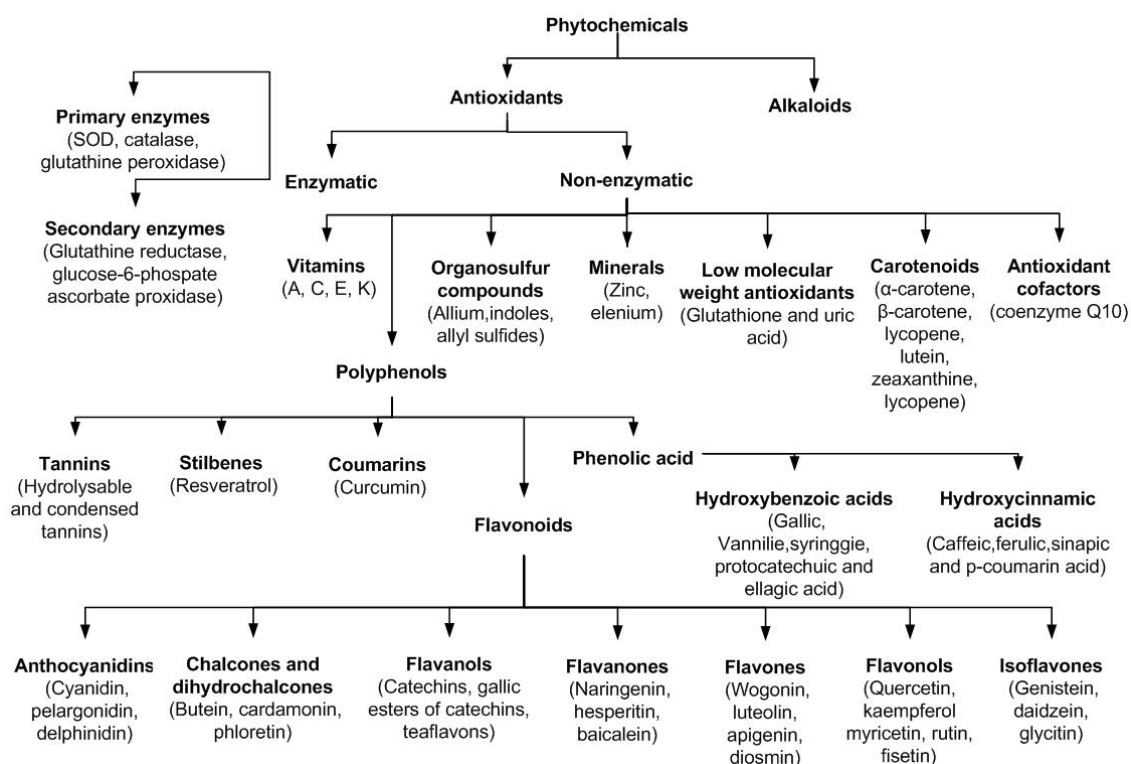 Phytochemicals
Antioxidants
Alkaloids
Primary enzymes
(SOD, catalase,
glutathine peroxidase)
Enzymatic
Non-enzymatic
Secondary enzymes
(Glutathine reductase,
glucose-6-phospate
ascorbate proxidase)
Vitamins
(A, C, E, K)
Organosulfur
compounds
(Allium,indoles,
allyl sulfides)
Minerals
(Zinc,
elenium)
Low molecular
weight antioxidants
(Glutathione and uric
acid)
Carotenoids
(α-carotene,
β-carotene,
lycopene,
lutein,
zeaxanthine,
lycopene)
Antioxidant
cofactors
(coenzyme Q10)
Polyphenols
Tannins
(Hydrolysable
and condensed
tannins)
Stilbenes
(Resveratrol)
Coumarins
(Curcumin)
Flavonoids
Phenolic acid
Hydroxybenzoic acids
(Gallic,
Vannilie,syringgie,
protocatechuic and
ellagic acid)
Hydroxycinnamic
acids
(Caffeic,ferulic,sinapic
and p-coumarin acid)
Anthocyanidins
(Cyanidin,
pelargonidin,
delphinidin)
Chalcones and
dihydrochalcones
(Butein, cardamonin,
phloretin)
Flavanols
(Catechins, gallic
esters of catechins,
teaflavons)
Flavanones
(Naringenin,
hesperitin,
baicalein)
Flavones
(Wogonin,
luteolin,
apigenin,
diosmin)
Flavonols
(Quercetin,
kaempferol
myricetin, rutin,
fisetin)
Isoflavones
(Genistein,
daidzein,
glycitin)